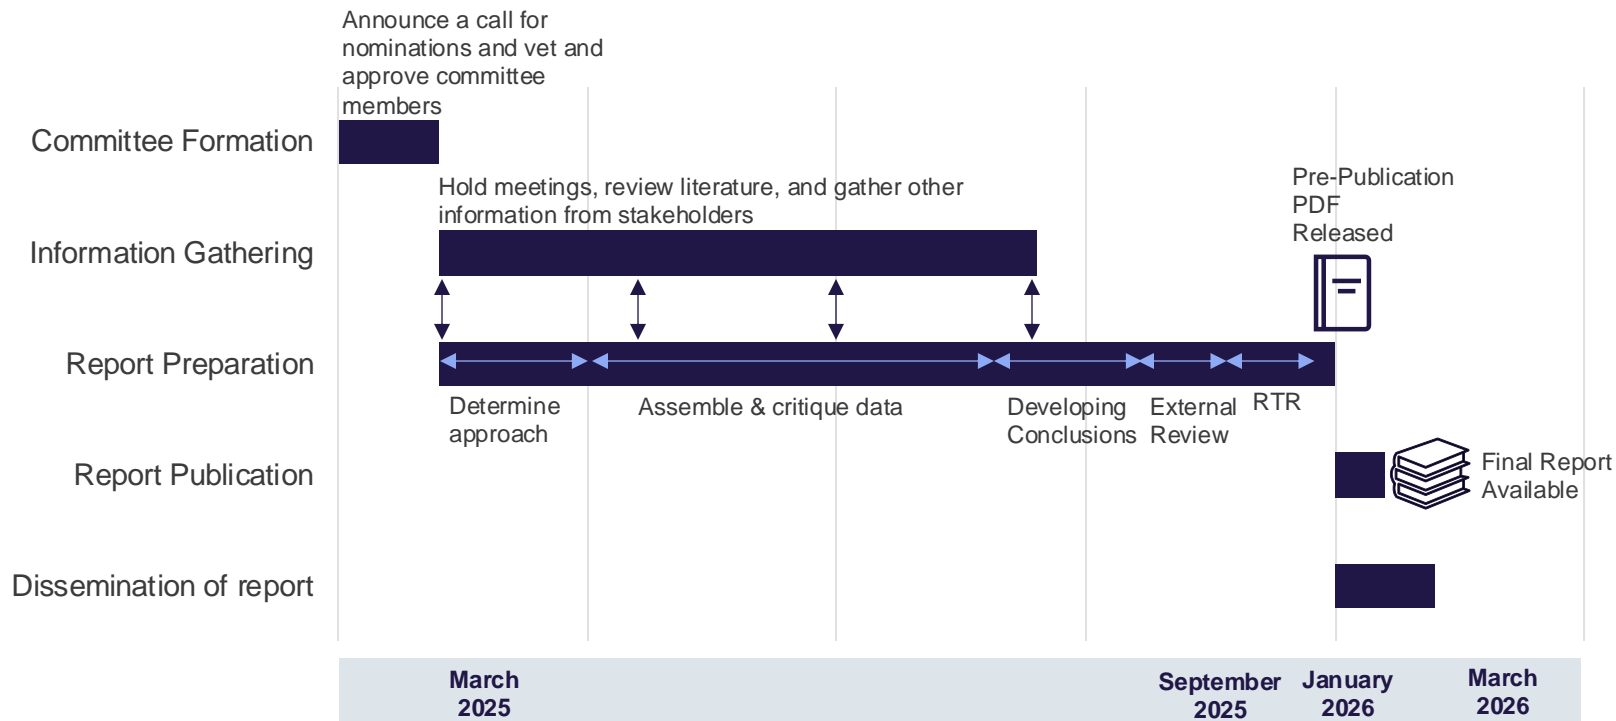 Announce a call for
nominations and vet and
approve committee
members
Committee Formation
Hold meetings, review literature, and gather other
information from stakeholders
Pre-Publication
PDF
Released
Information Gathering
Report Preparation
Determine
approach
Assemble & critique data
Developing
Conclusions
External
Review
RTR
Report Publication
Final Report
Available
Dissemination of report
March
2025
September
2025
January
2026
March
2026